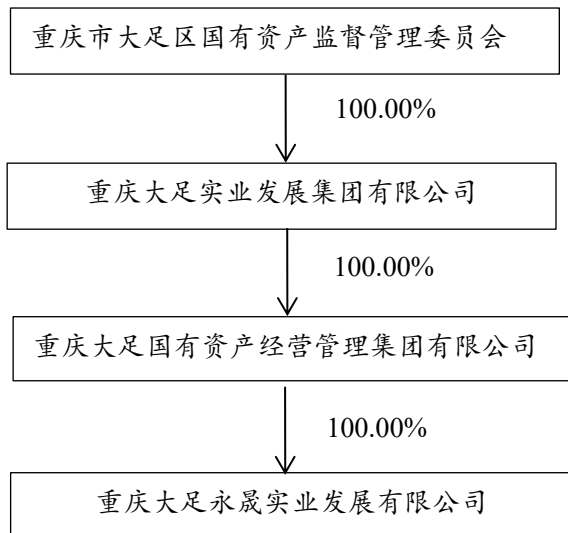 重庆市大足区国有资产监督管理委员会
100.00%
重庆大足实业发展集团有限公司
100.00%
重庆大足国有资产经营管理集团有限公司
100.00%
重庆大足永晟实业发展有限公司